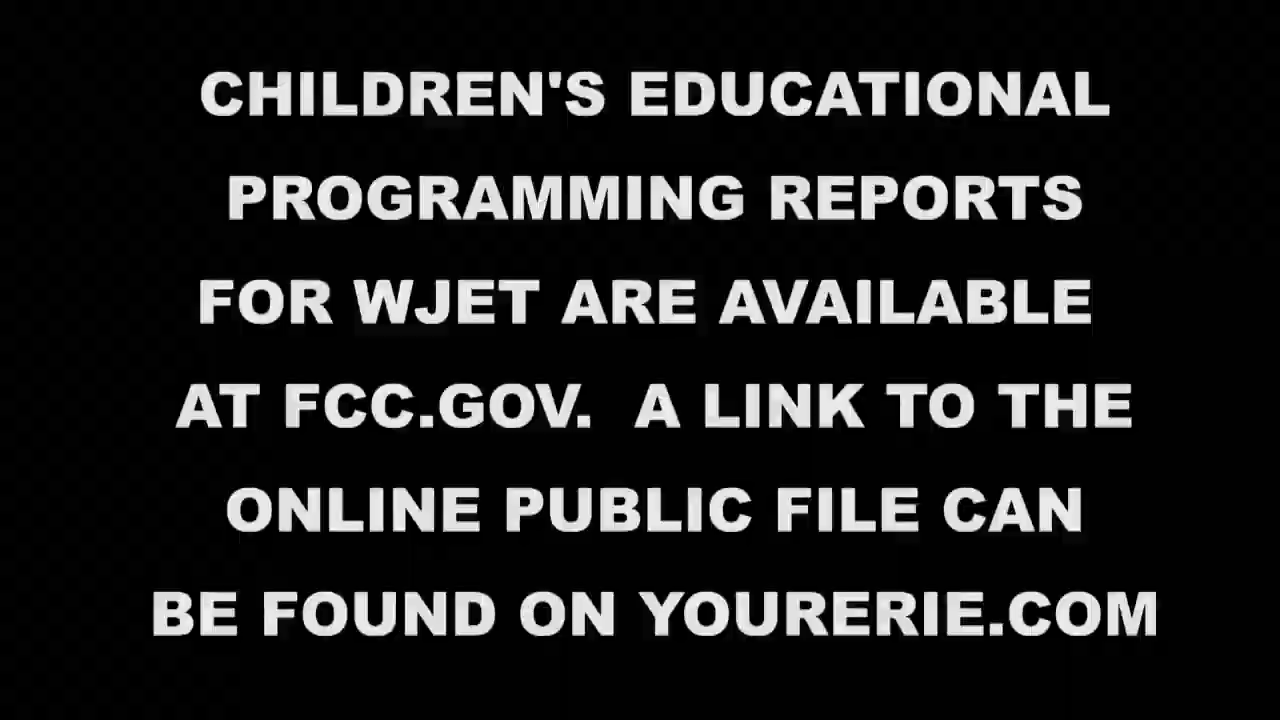 CHILDREN'S EDUCATIONAL
PROGRAMMING REPORTS
FOR WJET ARE AVAILABLE
AT FCC.GOV.  A LINK TO THE
ONLINE PUBLIC FILE CAN
BE FOUND ON YOURERIE.COM